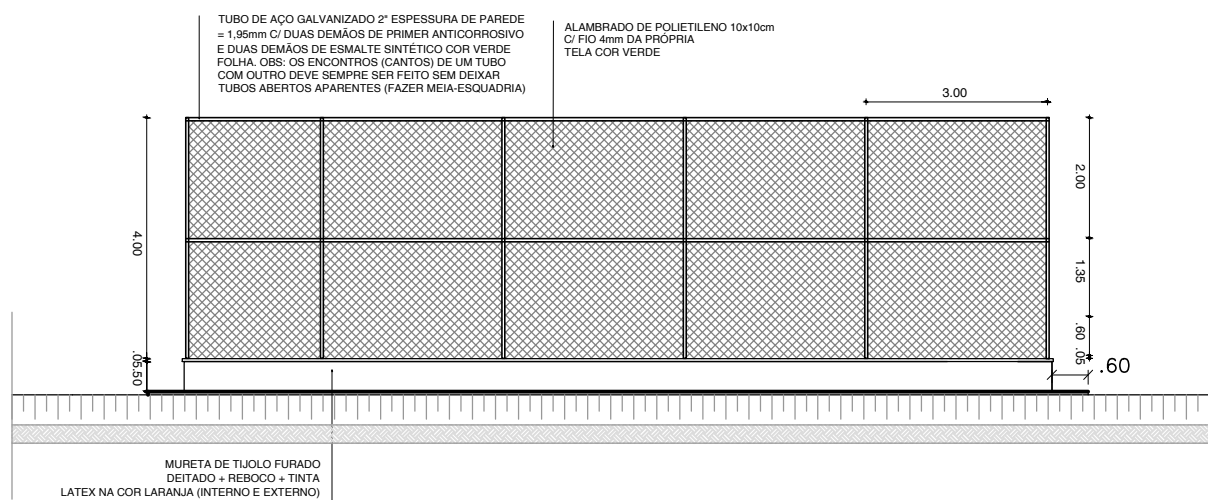 TUBO DE AÇO GALVANIZADO 2" ESPESSURA DE PAREDE
= 1,95mm C/ DUAS DEMÃOS DE PRIMER ANTICORROSIVO
E DUAS DEMÃOS DE ESMALTE SINTÉTICO COR VERDE
FOLHA. OBS: OS ENCONTROS (CANTOS) DE UM TUBO
COM OUTRO DEVE SEMPRE SER FEITO SEM DEIXAR
TUBOS ABERTOS APARENTES (FAZER MEIA-ESQUADRIA)
ALAMBRADO DE POLIETILENO 10x10cm
C/ FIO 4mm DA PRÓPRIA
TELA COR VERDE
3.00
4.00
.05
.50
2.00
1.35
.60
.05
.60
MURETA DE TIJOLO FURADO
DEITADO + REBOCO + TINTA
LATEX NA COR LARANJA (INTERNO E EXTERNO)